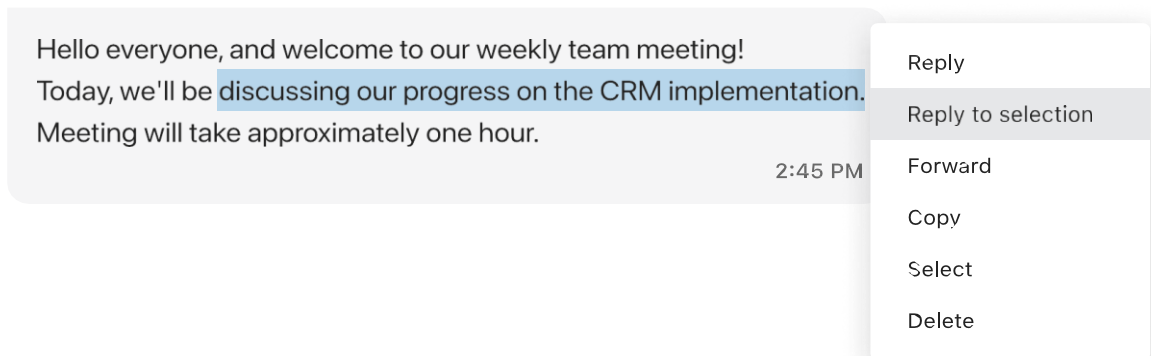 Hello everyone, and welcome to our weekly team meeting!
Today, we'll be discussing our progress on the CRM implementation.
Meeting will take approximately one hour.
2:45 PM
Reply
Reply to selection
Forward
Copy
Select
Delete